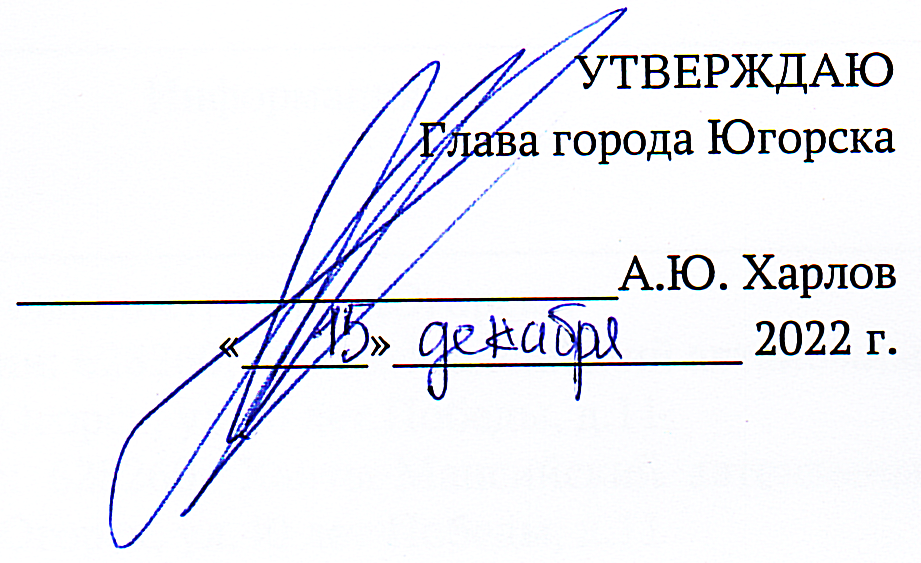 УТВЕРЖДАЮ
Глава города Югорска
А.Ю. Харлов
«15» декабря 2022 г.